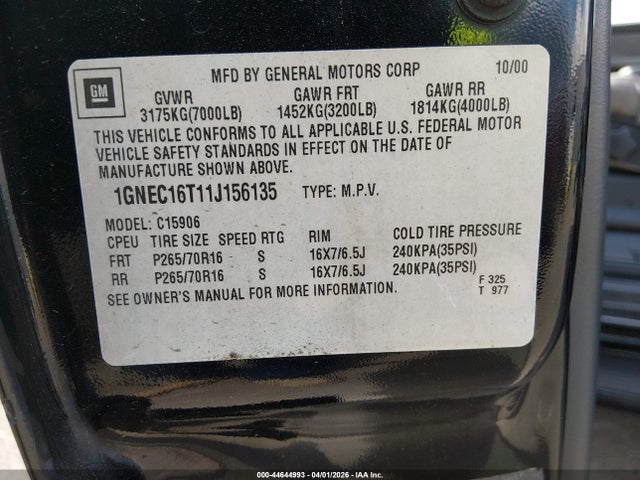 GM
MFD BY GENERAL MOTORS CORP 10/00
GVWR GAWR FRT GAWR RR
3175KG(7000LB) 1452KG(3200LB) 1814KG(4000LB)
THIS VEHICLE CONFORMS TO ALL APPLICABLE U.S. FEDERAL MOTOR
VEHICLE SAFETY STANDARDS IN EFFECT ON THE DATE OF
MANUFACTURE SHOWN ABOVE.
1GNEC16T11J156135 TYPE: M.P.V.
MODEL: C15906
CPEU TIRE SIZE SPEED RTG RIM COLD TIRE PRESSURE
FRT P265/70R16 S 16X7/6.5J 240KPA(35PSI)
RR P265/70R16 S 16X7/6.5J 240KPA(35PSI)
SEE OWNER'S MANUAL FOR MORE INFORMATION.
F 325
T 977
000-44644993 - 04/01/2026 - IAA Inc.